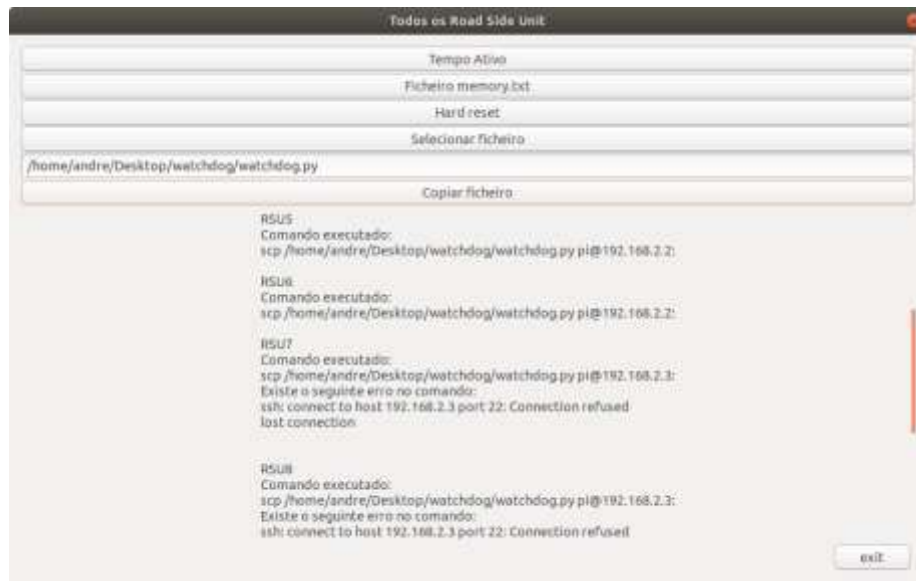 Todos os Road Side Unit
Tempo Ativo
Ficheiro memory.txt
Hard reset
Selecionar ficheiro
/home/andre/Desktop/watchdog/watchdog.py
Copiar ficheiro
RSU5
Comando executado:
scp /home/andre/Desktop/watchdog/watchdog.py pi@192.168.2.2:
RSU6
Comando executado:
scp /home/andre/Desktop/watchdog/watchdog.py pi@192.168.2.2:
RSU7
Comando executado:
scp /home/andre/Desktop/watchdog/watchdog.py pi@192.168.2.3:
Existe o seguinte erro no comando:
ssh: connect to host 192.168.2.3 port 22: Connection refused
lost connection
RSU8
Comando executado:
scp /home/andre/Desktop/watchdog/watchdog.py pi@192.168.2.3:
Existe o seguinte erro no comando:
ssh: connect to host 192.168.2.3 port 22: Connection refused
exit